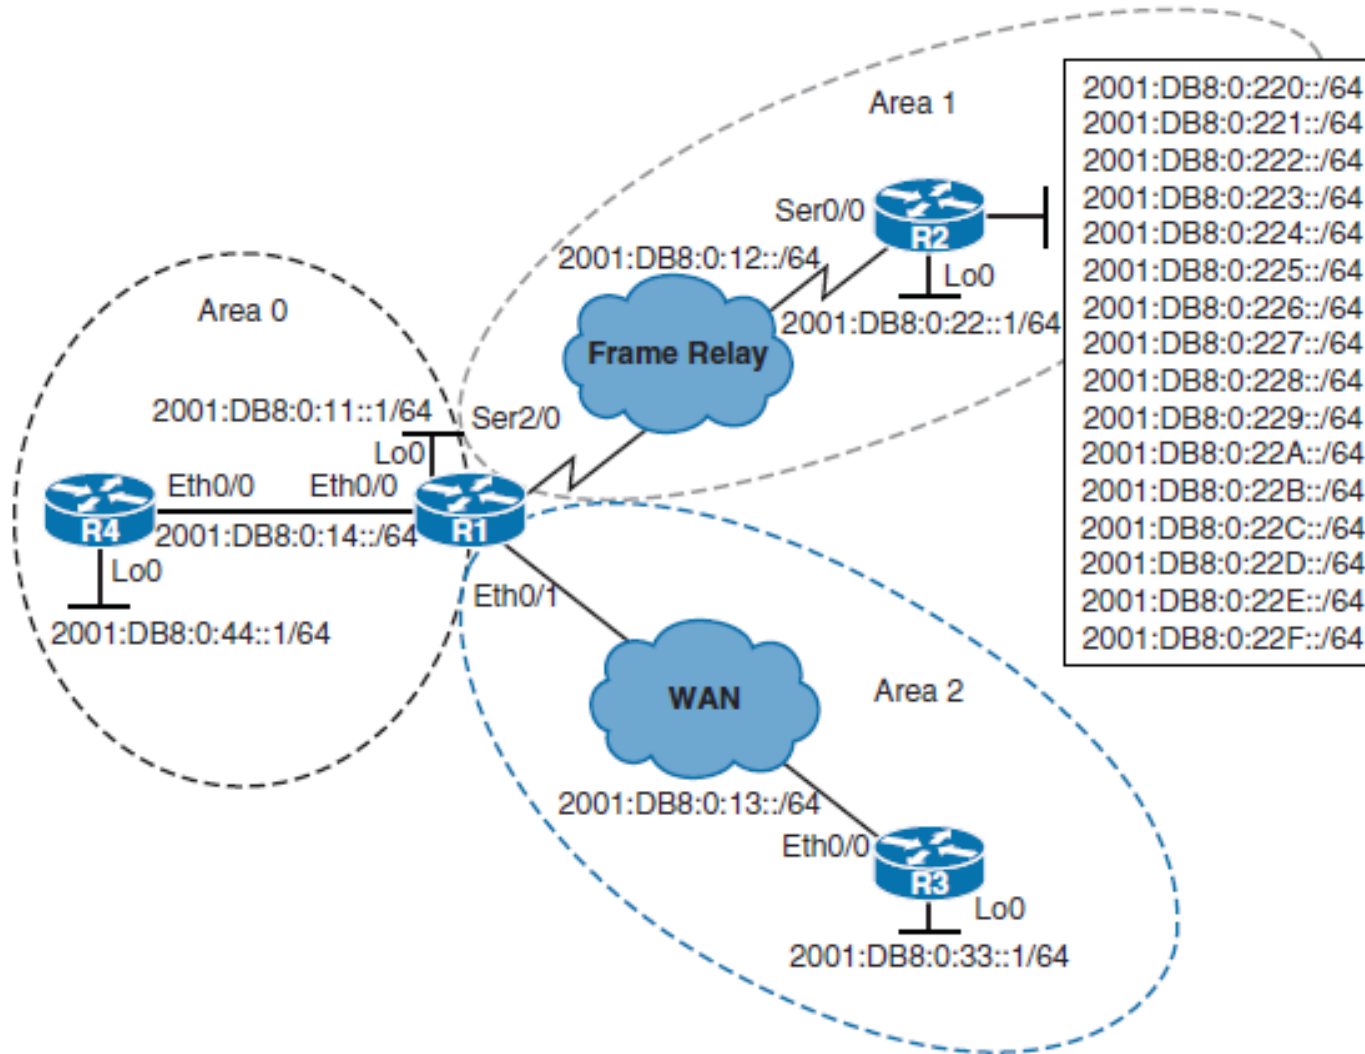 Area 1
2001:DB8:0:220::/64
2001:DB8:0:221::/64
2001:DB8:0:222::/64
2001:DB8:0:223::/64
2001:DB8:0:224::/64
2001:DB8:0:225::/64
2001:DB8:0:226::/64
2001:DB8:0:227::/64
2001:DB8:0:228::/64
2001:DB8:0:229::/64
2001:DB8:0:22A::/64
2001:DB8:0:22B::/64
2001:DB8:0:22C::/64
2001:DB8:0:22D::/64
2001:DB8:0:22E::/64
2001:DB8:0:22F::/64
Ser0/0
R2
2001:DB8:0:12::/64
Lo0
2001:DB8:0:22::1/64
Frame Relay
Area 0
2001:DB8:0:11::1/64
Ser2/0
Lo0
Eth0/0
Eth0/0
R4
2001:DB8:0:14::/64
R1
Lo0
2001:DB8:0:44::1/64
Eth0/1
WAN
Area 2
2001:DB8:0:13::/64
Eth0/0
R3
Lo0
2001:DB8:0:33::1/64